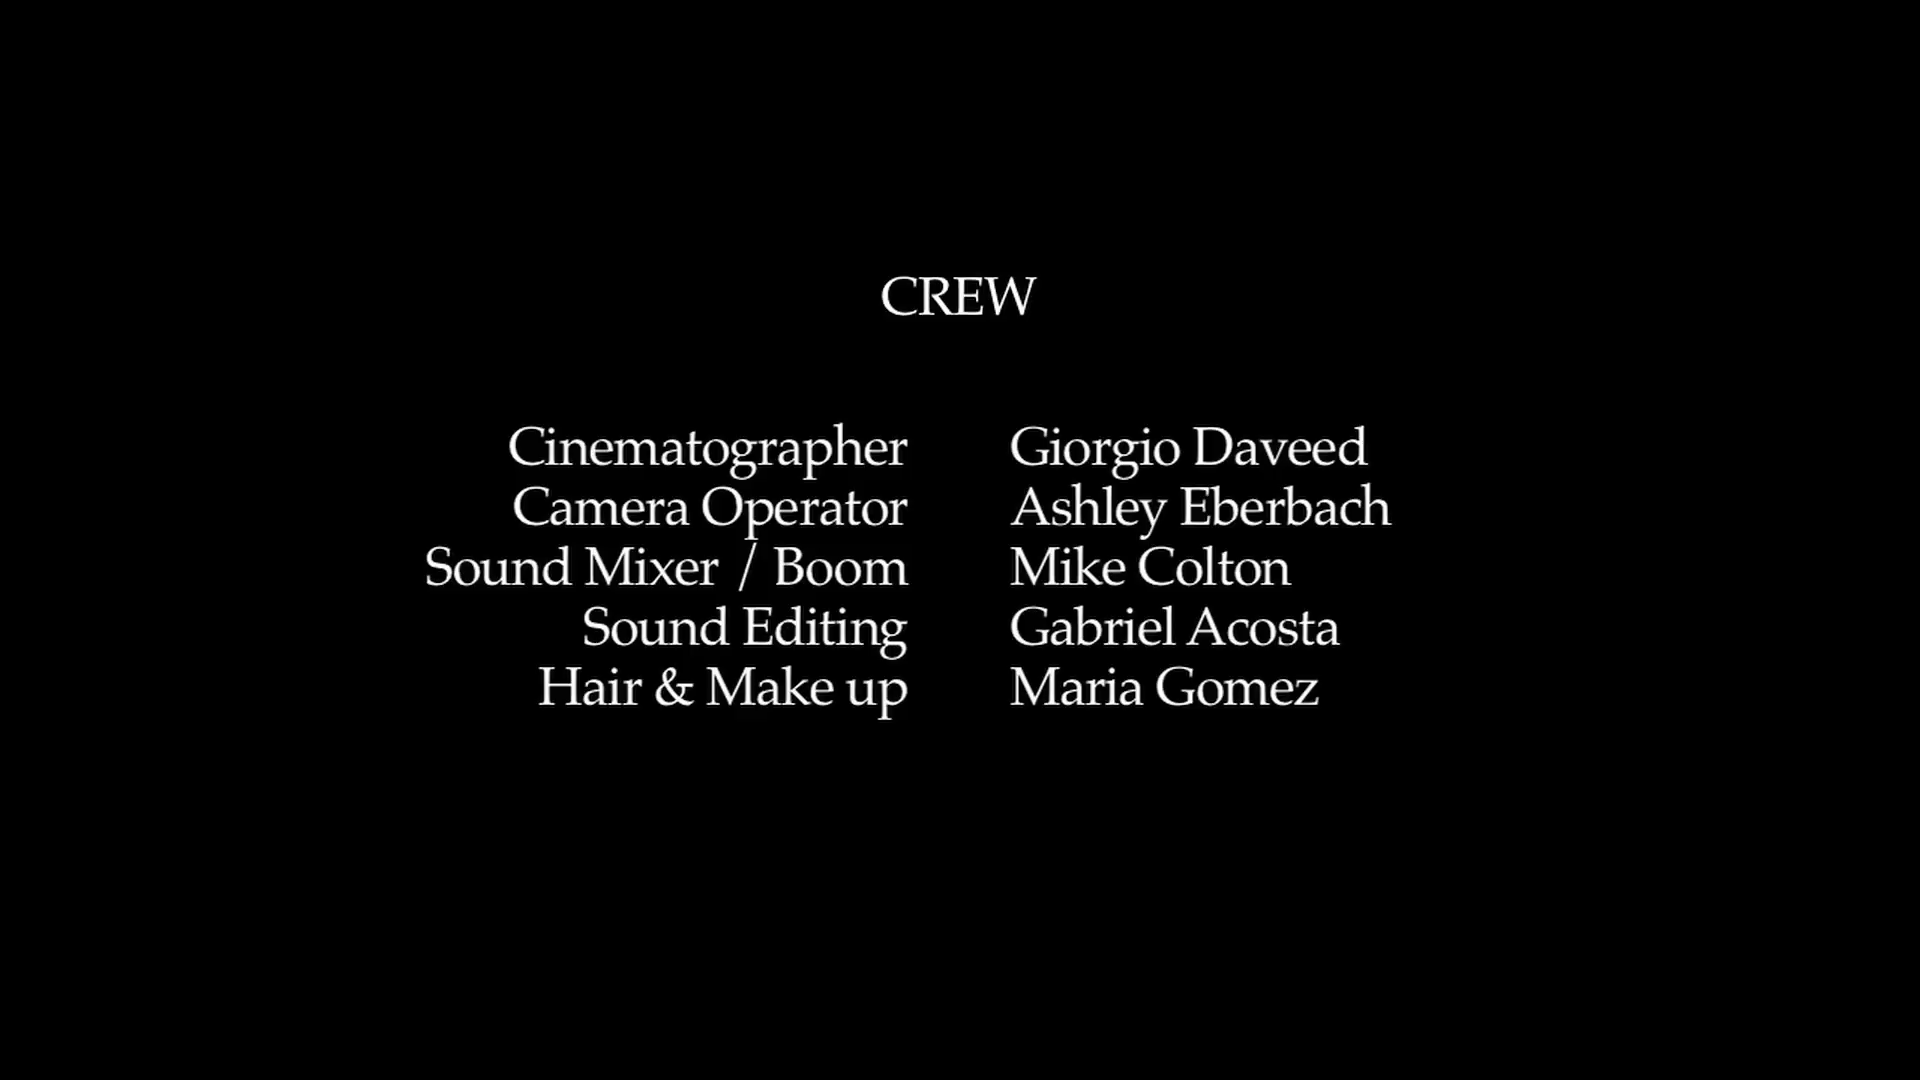 CREW
Cinematographer Giorgio Daveed
Camera Operator Ashley Eberbach
Sound Mixer / Boom Mike Colton
Sound Editing Gabriel Acosta
Hair & Make up Maria Gomez